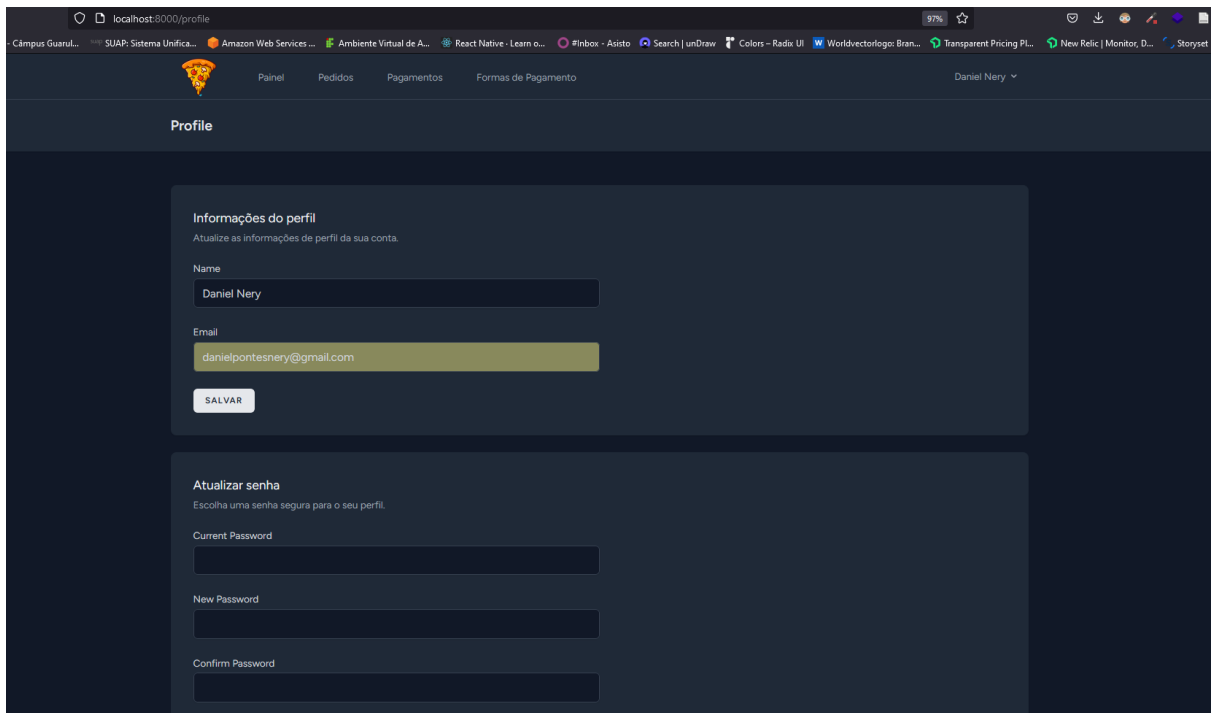 localhost:8000/profile 97%
- Câmpus Guarul... SUAP: Sistema Unifica... Amazon Web Services ... Ambiente Virtual de A... React Native · Learn o... #Inbox - Asisto Search | unDraw Colors – Radix UI Worldvectorlogo: Bran... Transparent Pricing Pl... New Relic | Monitor, D... Storyset
Painel Pedidos Pagamentos Formas de Pagamento Daniel Nery
Profile
Informações do perfil
Atualize as informações de perfil da sua conta.
Name
Daniel Nery
Email
danielpontesnery@gmail.com
SALVAR
Atualizar senha
Escolha uma senha segura para o seu perfil.
Current Password
New Password
Confirm Password